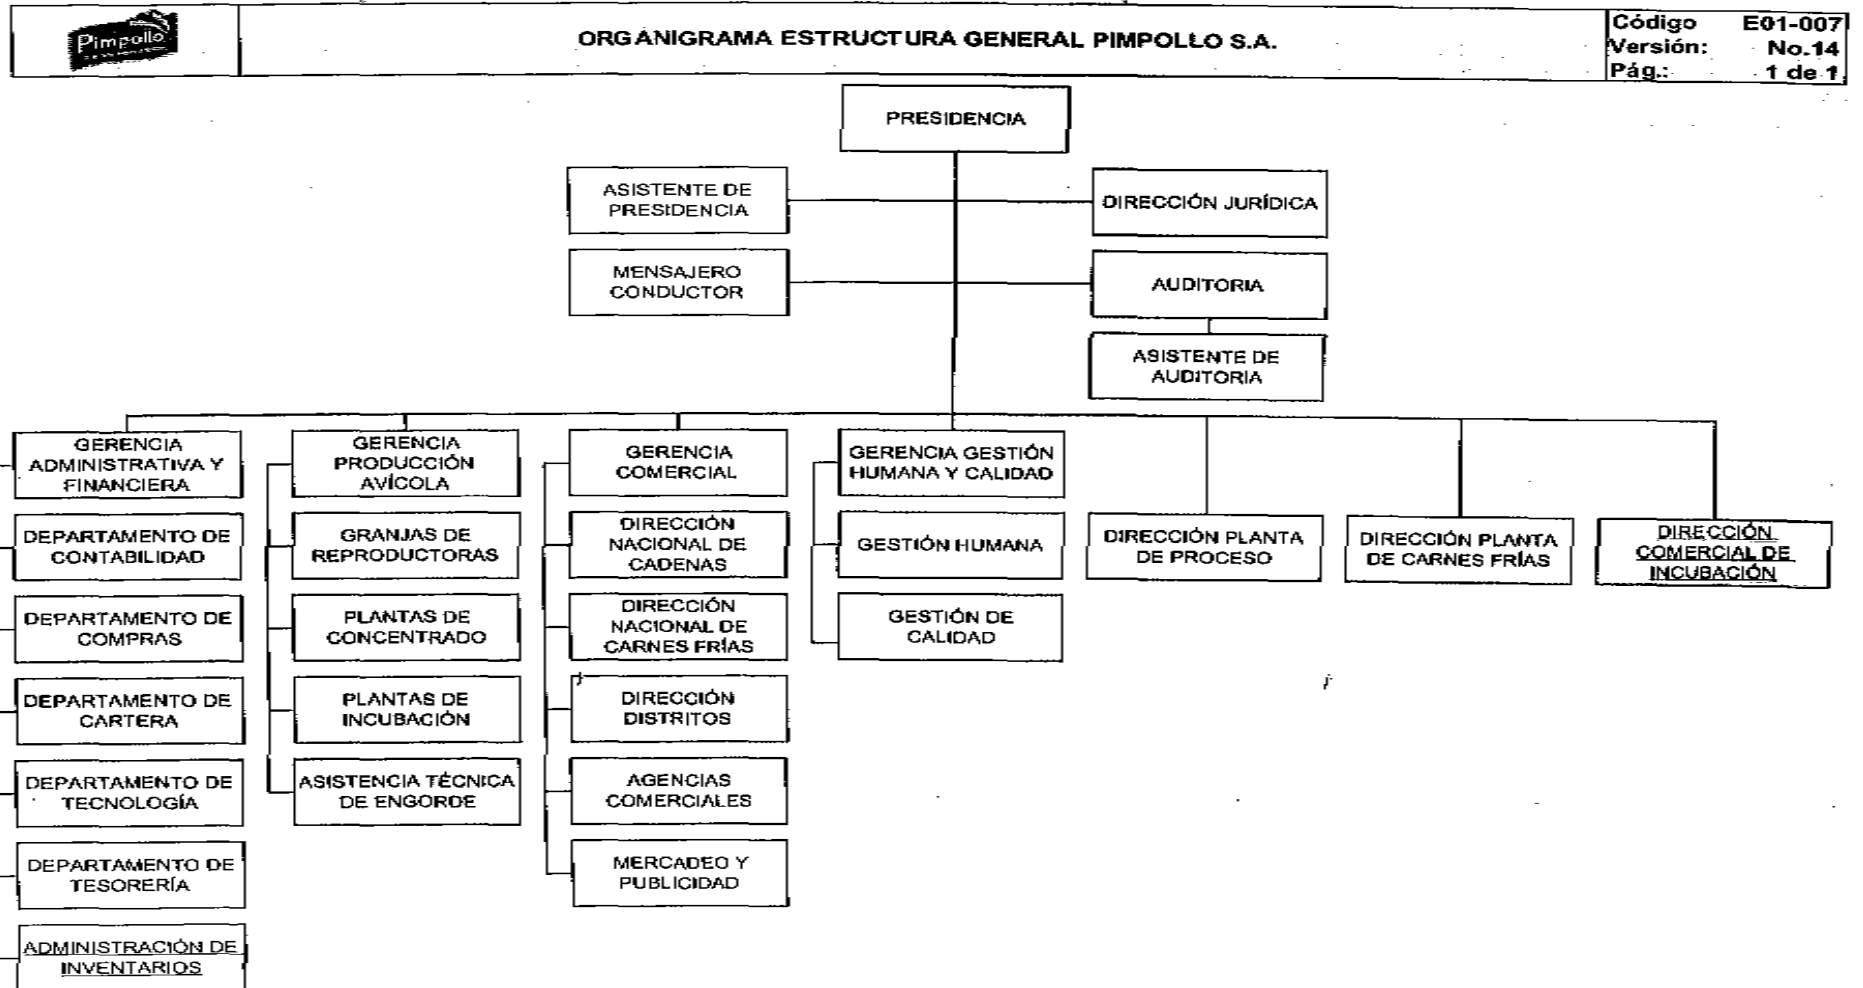 Pimpollo
ORGANIGRAMA ESTRUCTURA GENERAL PIMPOLLO S.A.
Código E01-007
Versión: No.14
Pág.: 1 de 1
PRESIDENCIA
ASISTENTE DE
PRESIDENCIA
DIRECCIÓN JURÍDICA
MENSAJERO
CONDUCTOR
AUDITORIA
ASISTENTE DE
AUDITORIA
GERENCIA
ADMINISTRATIVA Y
FINANCIERA
DEPARTAMENTO DE
CONTABILIDAD
DEPARTAMENTO DE
COMPRAS
DEPARTAMENTO DE
CARTERA
DEPARTAMENTO DE
TECNOLOGÍA
DEPARTAMENTO DE
TESORERÍA
ADMINISTRACIÓN DE
INVENTARIOS
GERENCIA
PRODUCCIÓN
AVÍCOLA
GRANJAS DE
REPRODUCTORAS
PLANTAS DE
CONCENTRADO
PLANTAS DE
INCUBACIÓN
ASISTENCIA TÉCNICA
DE ENGORDE
GERENCIA
COMERCIAL
DIRECCIÓN
NACIONAL DE
CADENAS
DIRECCIÓN
NACIONAL DE
CARNES FRÍAS
DIRECCIÓN
DISTRITOS
AGENCIAS
COMERCIALES
MERCADEO Y
PUBLICIDAD
GERENCIA GESTIÓN
HUMANA Y CALIDAD
GESTIÓN HUMANA
GESTIÓN DE
CALIDAD
DIRECCIÓN PLANTA
DE PROCESO
DIRECCIÓN PLANTA
DE CARNES FRÍAS
DIRECCIÓN
COMERCIAL DE
INCUBACIÓN